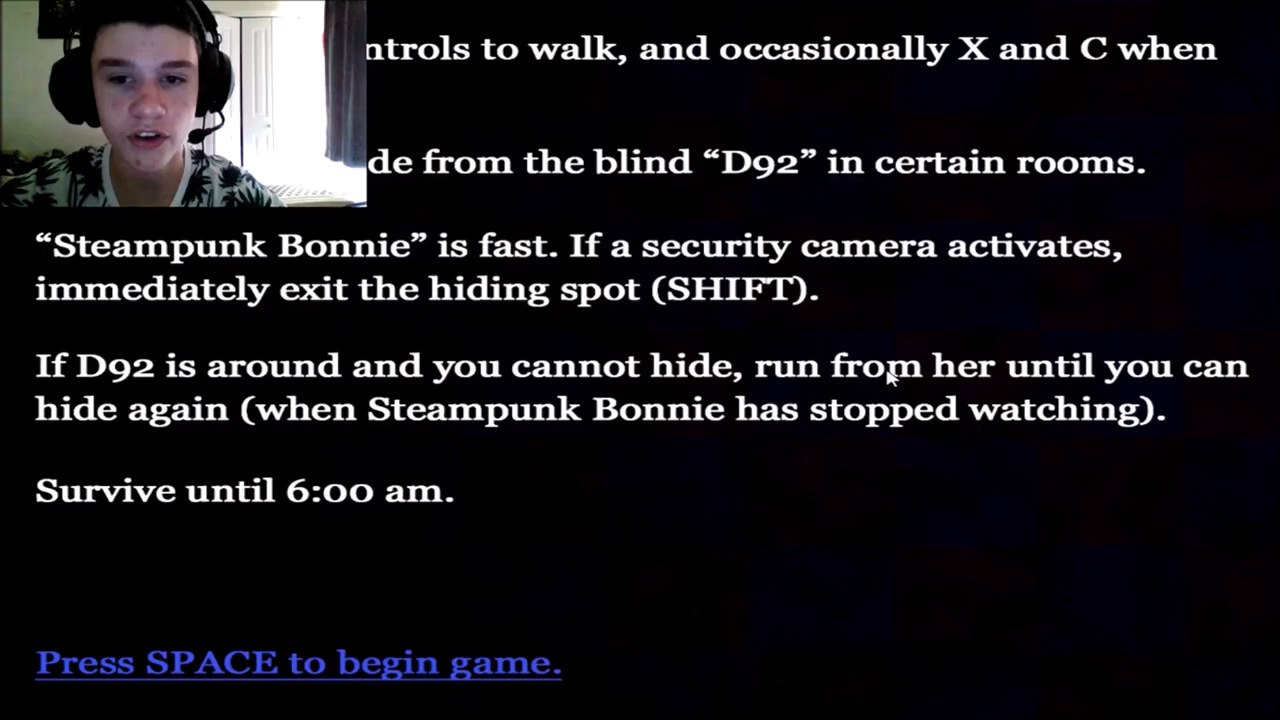 ntrols to walk, and occasionally X and C when
de from the blind “D92” in certain rooms.
“Steampunk Bonnie” is fast. If a security camera activates,
immediately exit the hiding spot (SHIFT).
If D92 is around and you cannot hide, run from her until you can
hide again (when Steampunk Bonnie has stopped watching).
Survive until 6:00 am.
Press SPACE to begin game.